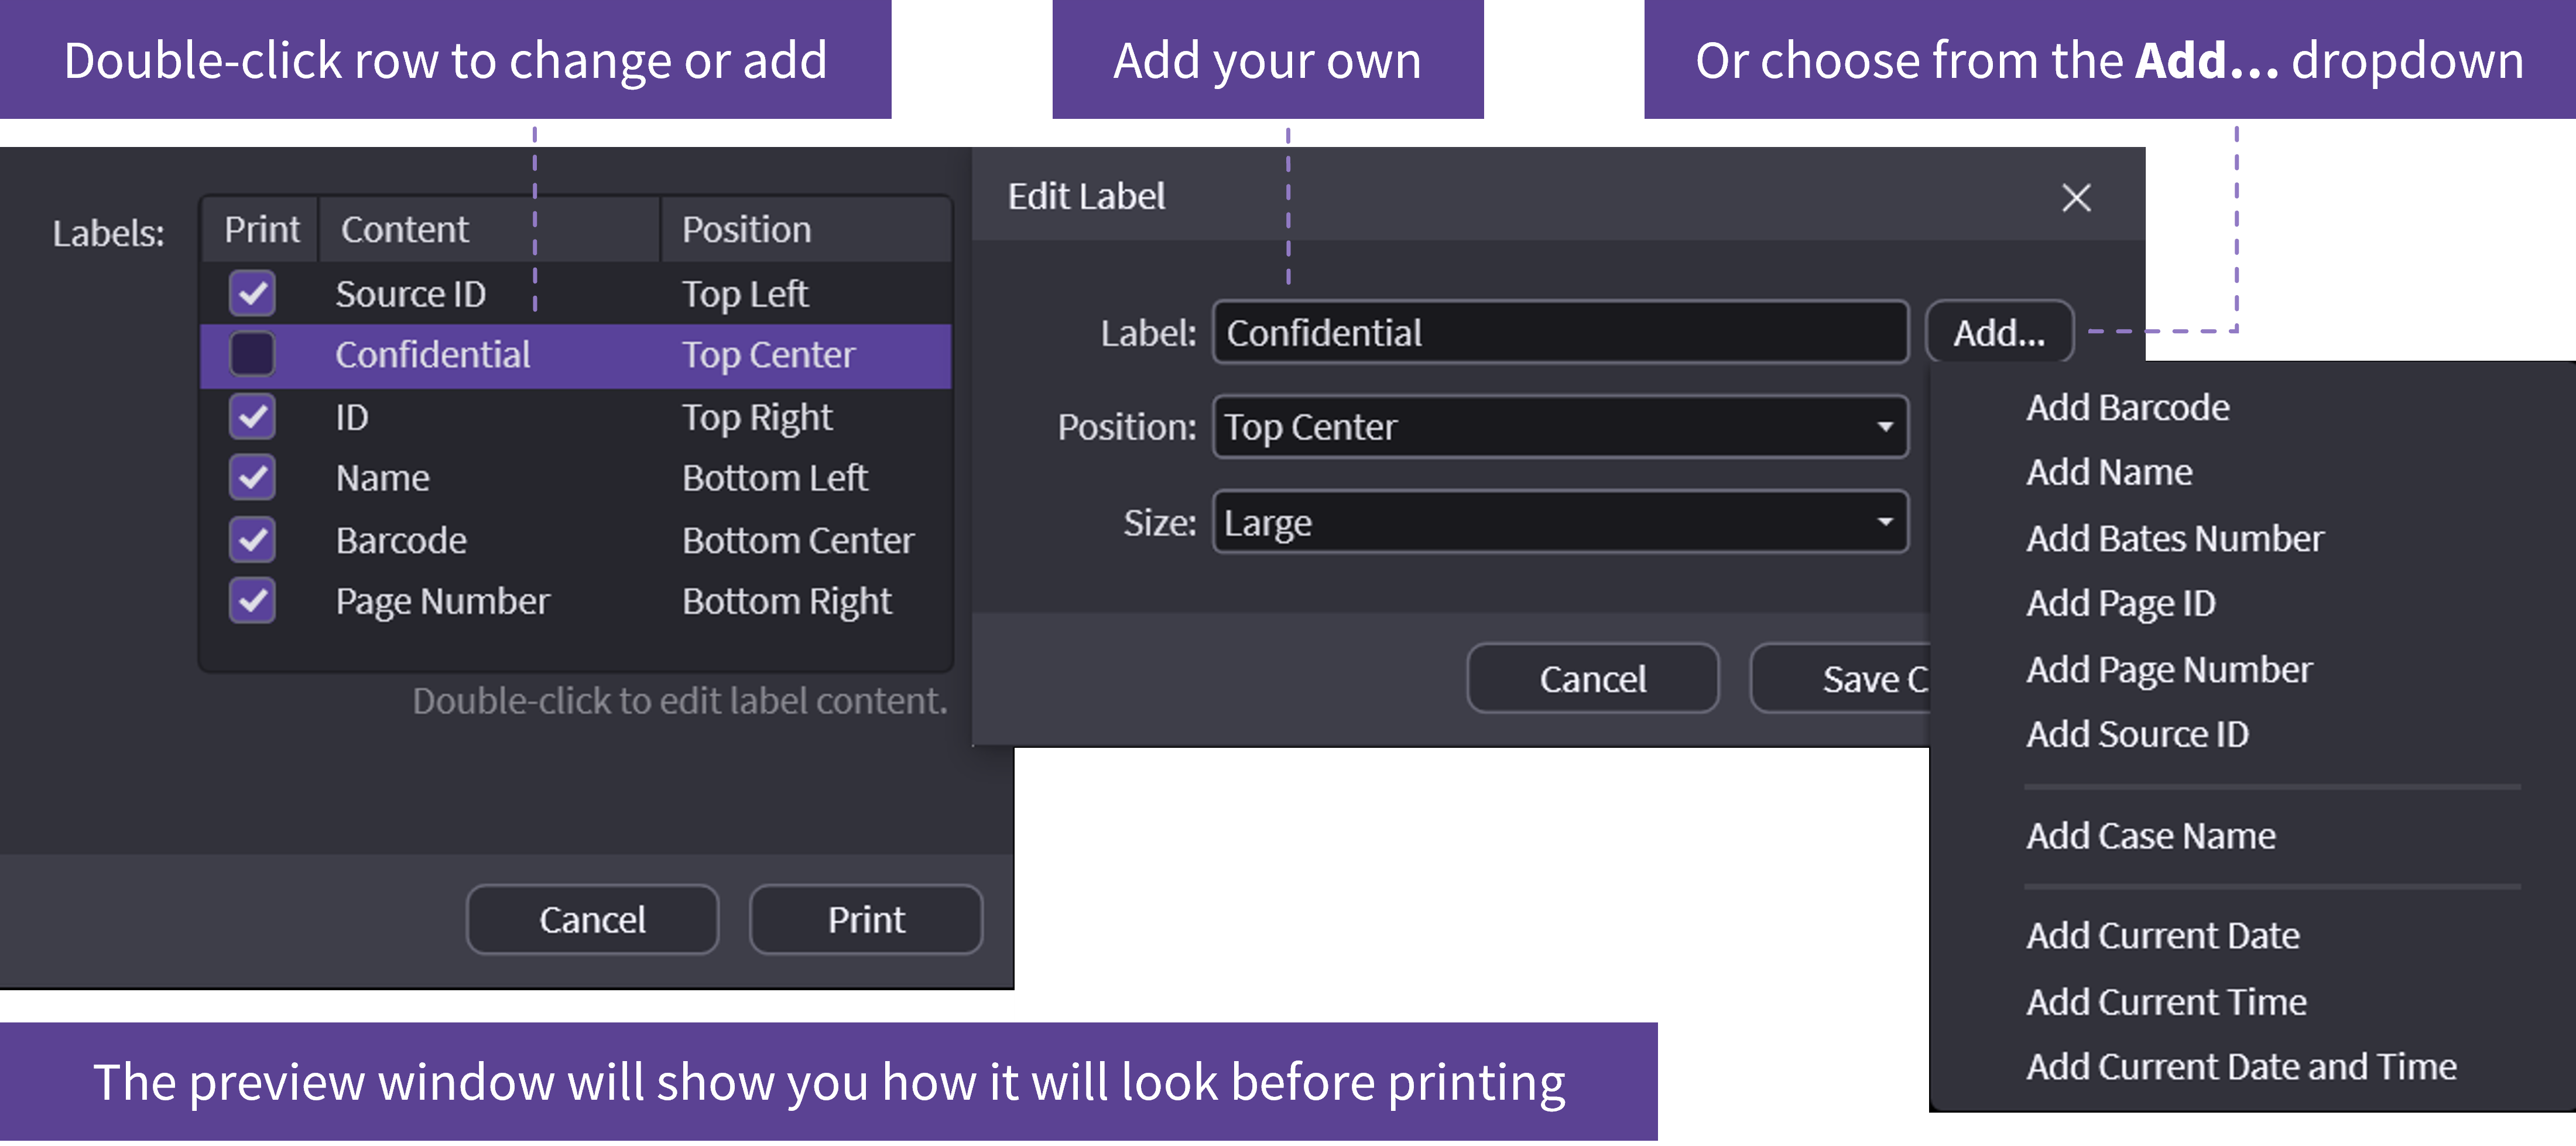 Double-click row to change or add
Add your own
Or choose from the Add... dropdown
Labels:
Print Content Position
Source ID Top Left
Confidential Top Center
ID Top Right
Name Bottom Left
Barcode Bottom Center
Page Number Bottom Right
Double-click to edit label content.
Cancel Print
Edit Label
Label: Confidential Add...
Position: Top Center
Size: Large
Cancel Save C
Add Barcode
Add Name
Add Bates Number
Add Page ID
Add Page Number
Add Source ID
Add Case Name
Add Current Date
Add Current Time
Add Current Date and Time
The preview window will show you how it will look before printing